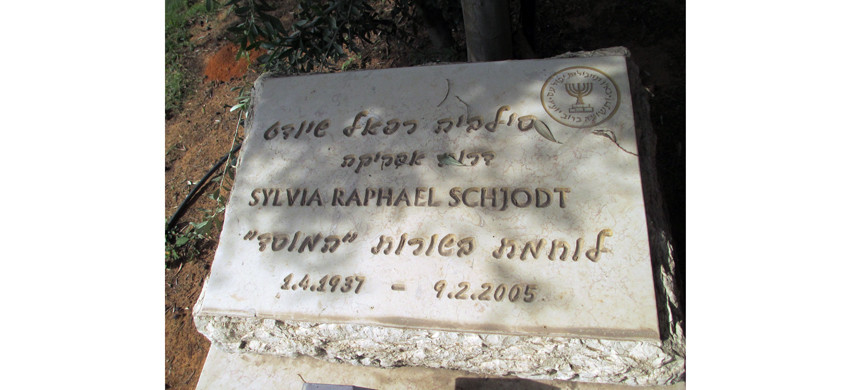 סילביה רפאל שיודט
דרום אפריקה
SYLVIA RAPHAEL SCHJODT
לוחמת בשורות "המוסד"
1.4.1937 - 9.2.2005